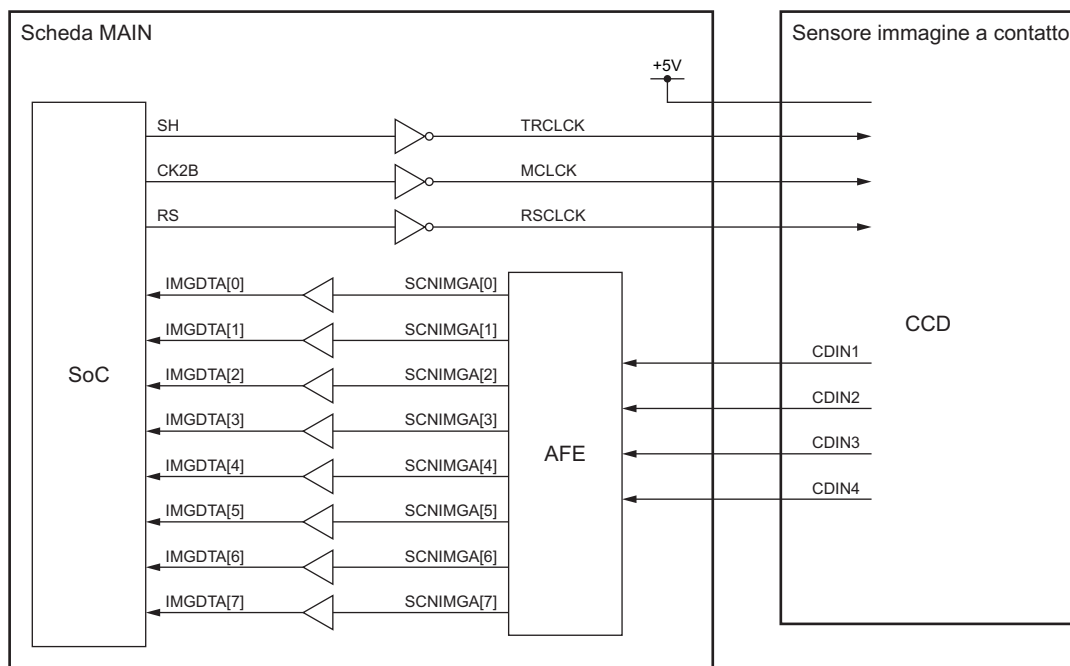 Scheda MAIN
Sensore immagine a contatto
+5V
SH
TRCLCK
CK2B
MCLCK
RS
RSCLCK
IMGDTA[0]
SCNIMGA[0]
IMGDTA[1]
SCNIMGA[1]
IMGDTA[2]
SCNIMGA[2]
IMGDTA[3]
SCNIMGA[3]
IMGDTA[4]
SCNIMGA[4]
IMGDTA[5]
SCNIMGA[5]
IMGDTA[6]
SCNIMGA[6]
IMGDTA[7]
SCNIMGA[7]
SoC
AFE
CCD
CDIN1
CDIN2
CDIN3
CDIN4